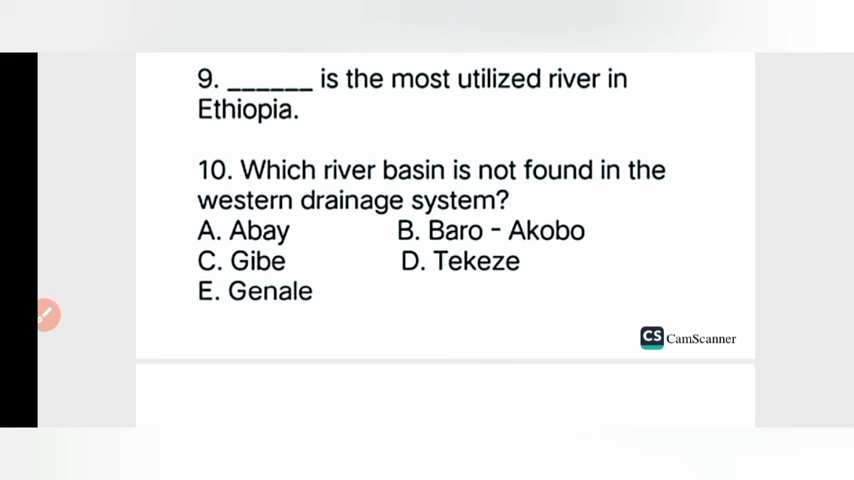 9. ______ is the most utilized river in
Ethiopia.
10. Which river basin is not found in the
western drainage system?
A. Abay B. Baro - Akobo
C. Gibe D. Tekeze
E. Genale
CS CamScanner